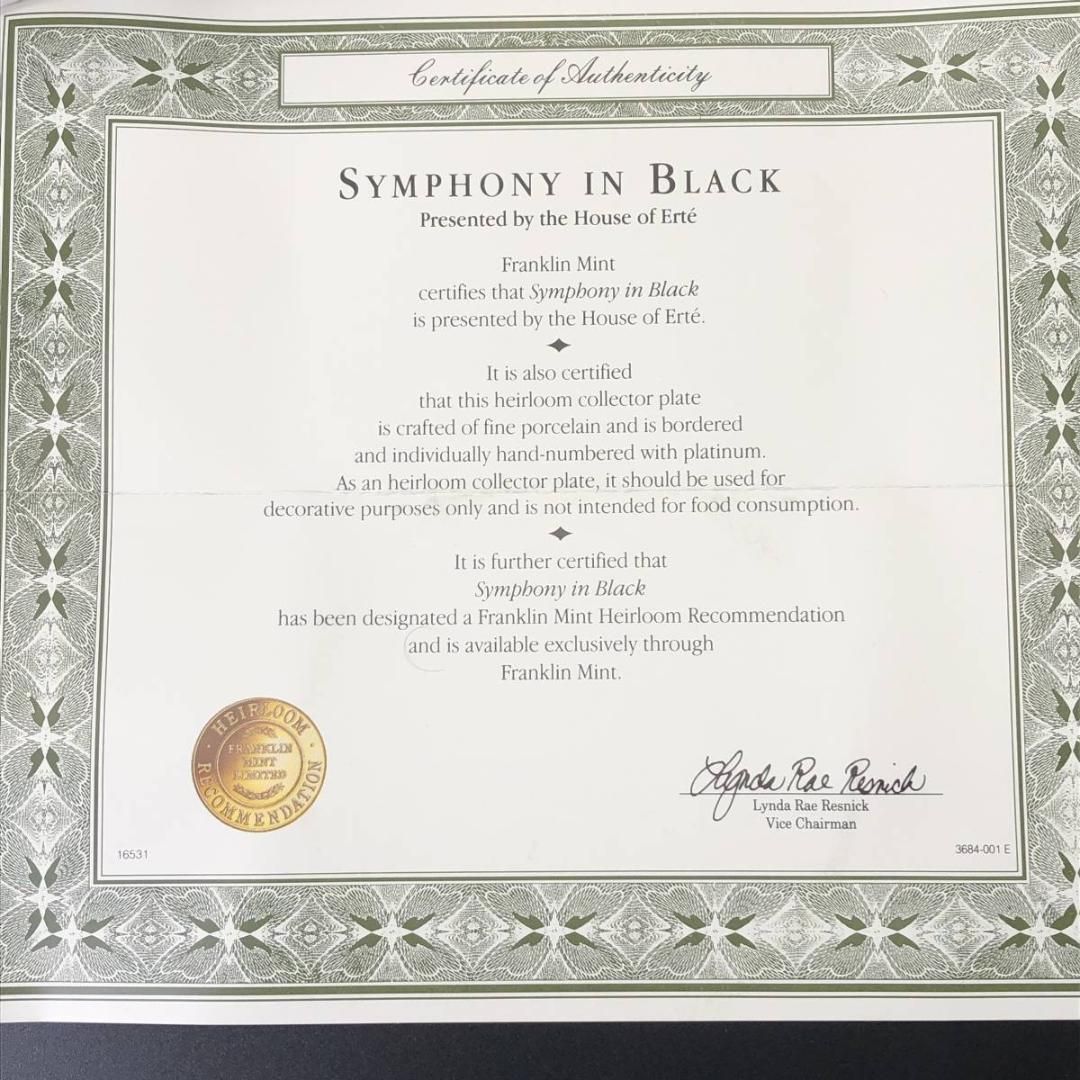 Certificate of Authenticity
SYMPHONY IN BLACK
Presented by the House of Erté
Franklin Mint
certifies that Symphony in Black
is presented by the House of Erté.
It is also certified
that this heirloom collector plate
is crafted of fine porcelain and is bordered
and individually hand-numbered with platinum.
As an heirloom collector plate, it should be used for
decorative purposes only and is not intended for food consumption.
It is further certified that
Symphony in Black
has been designated a Franklin Mint Heirloom Recommendation
and is available exclusively through
Franklin Mint.
HEIRLOOM
FRANKLIN
MINT
LIMITED
RECOMMENDATION
Lynda Rae Resnick
Lynda Rae Resnick
Vice Chairman
16531
3684-001 E